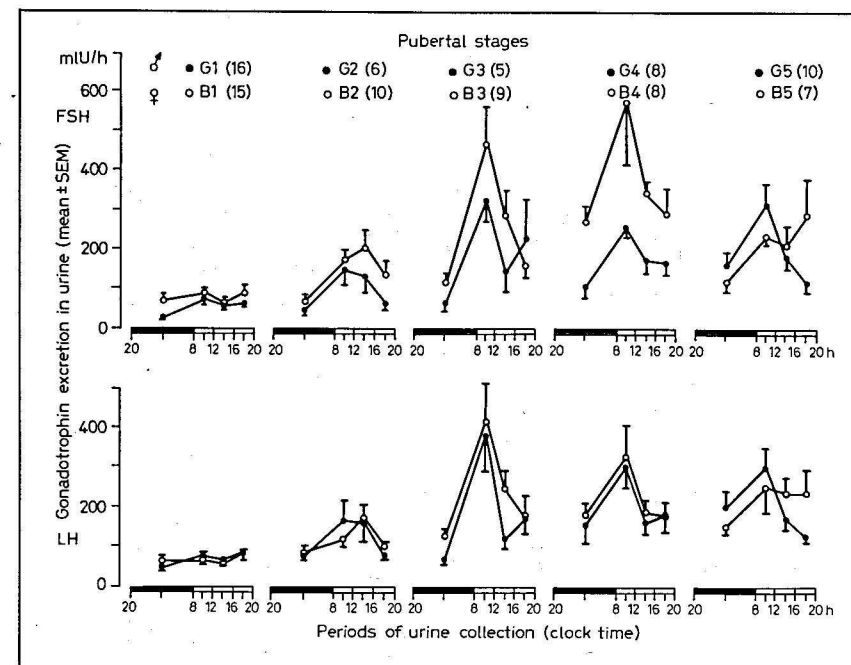 Pubertal stages
mIU/h ♂ ● G1 (16) ● G2 (6) ● G3 (5) ● G4 (8) ● G5 (10)
♀ ○ B1 (15) ○ B2 (10) ○ B3 (9) ○ B4 (8) ○ B5 (7)
600
FSH
400
200
0
20 8 12 16 20 20 8 12 16 20 20 8 12 16 20 20 8 12 16 20 20 8 12 16 20 h
Gonadotrophin excretion in urine (mean ± SEM)
400
200
LH
0
20 8 12 16 20 20 8 12 16 20 20 8 12 16 20 20 8 12 16 20 20 8 12 16 20 h
Periods of urine collection (clock time)